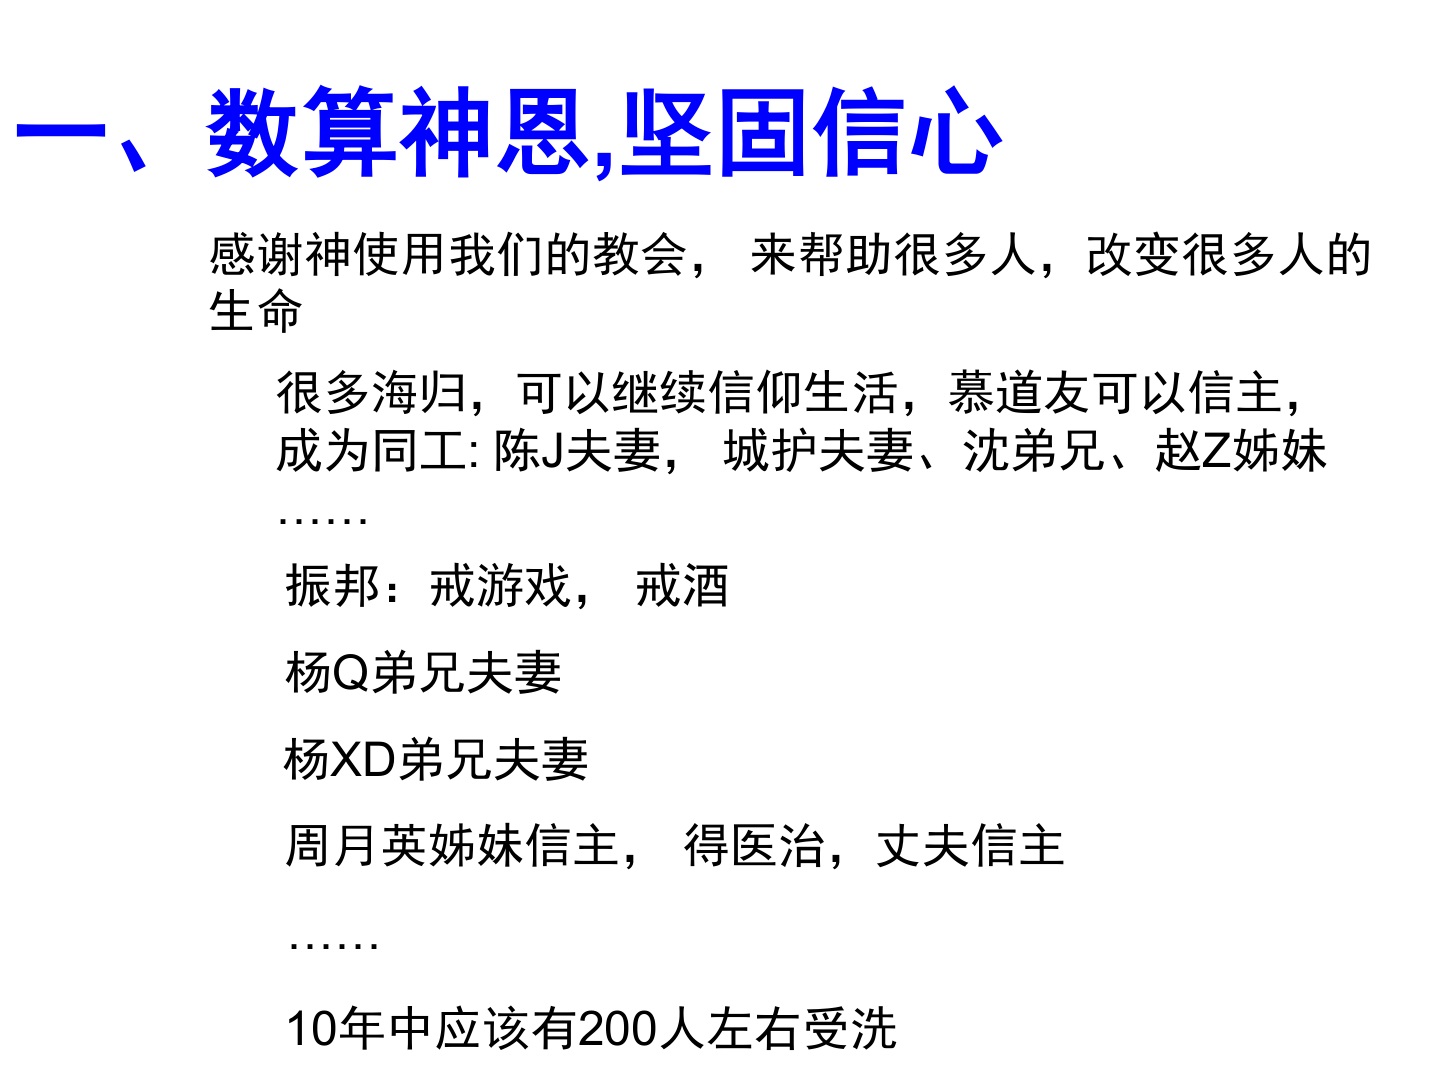 一、数算神恩,坚固信心
感谢神使用我们的教会， 来帮助很多人，改变很多人的
生命
很多海归，可以继续信仰生活，慕道友可以信主，
成为同工: 陈J夫妻， 城护夫妻、沈弟兄、赵Z姊妹
……
振邦：戒游戏， 戒酒
杨Q弟兄夫妻
杨XD弟兄夫妻
周月英姊妹信主， 得医治，丈夫信主
……
10年中应该有200人左右受洗